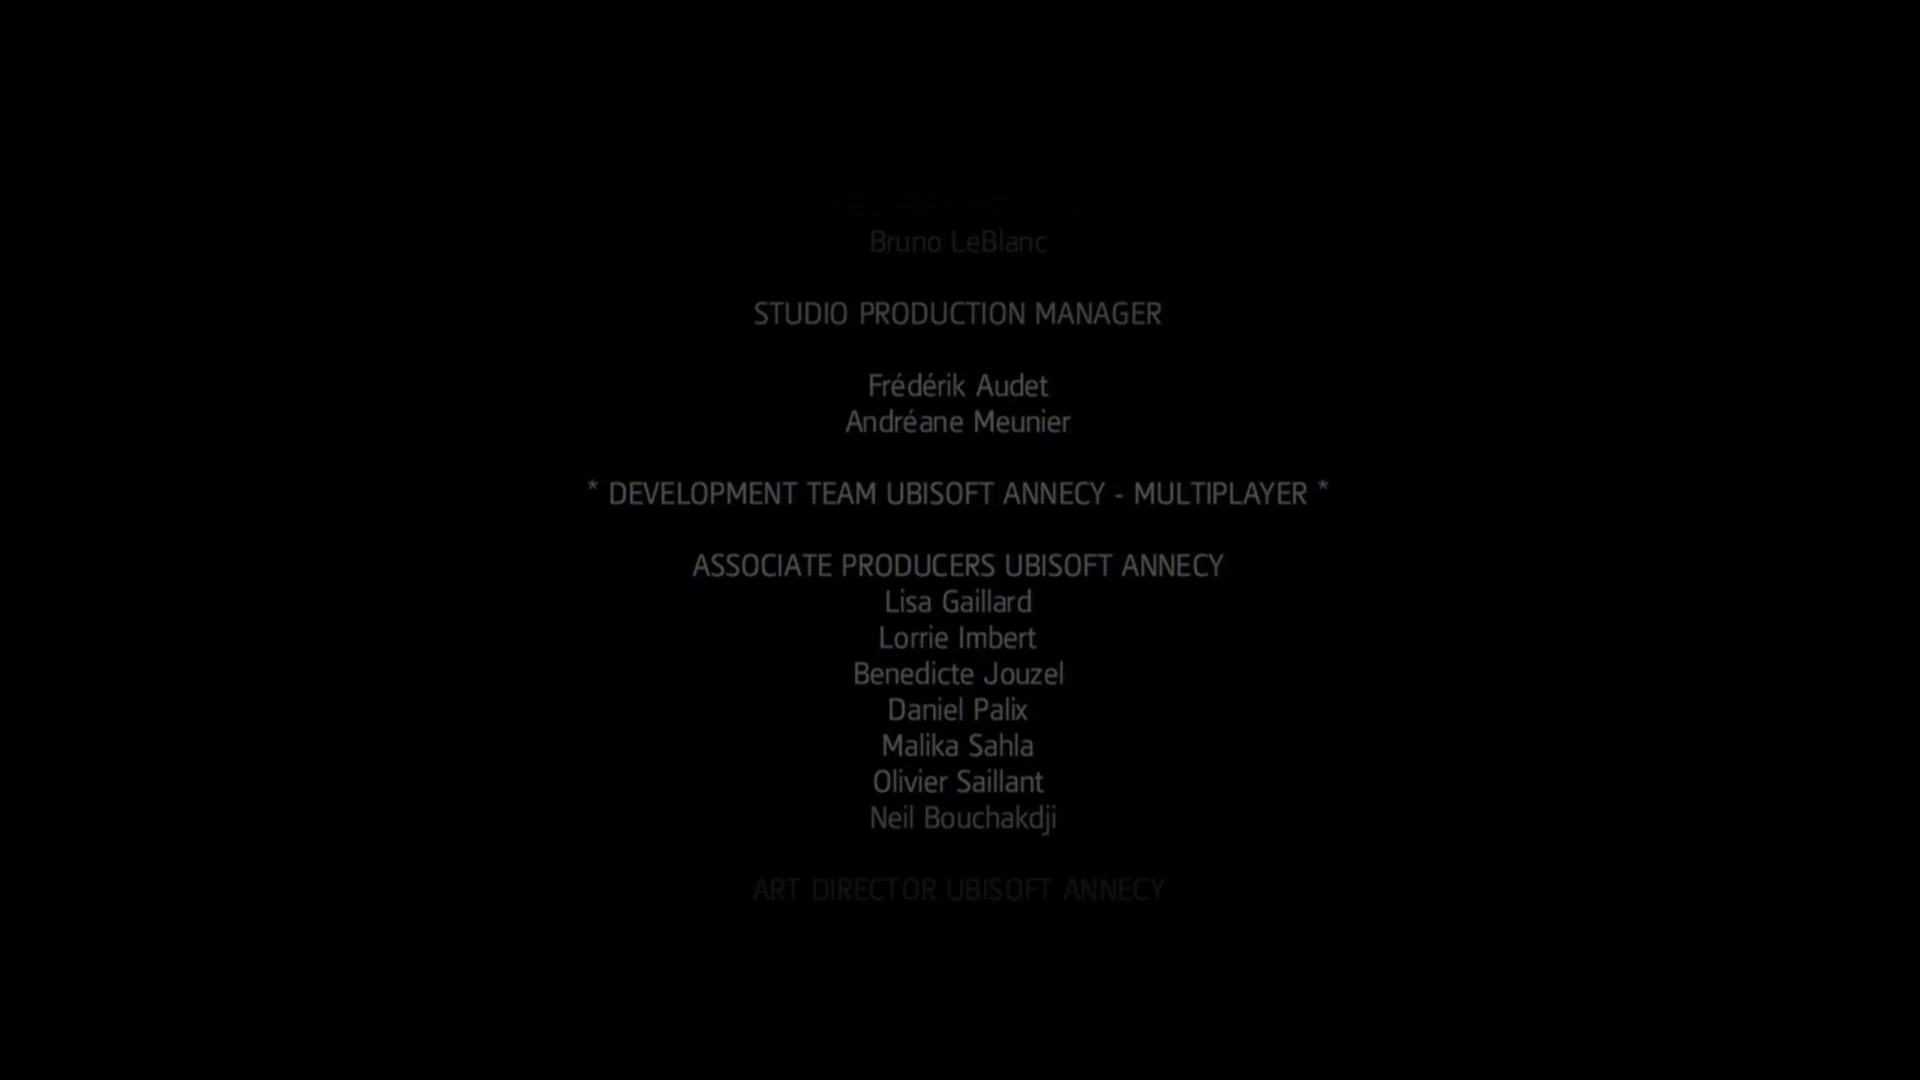 Bruno LeBlanc
STUDIO PRODUCTION MANAGER
Frédérik Audet
Andréane Meunier
* DEVELOPMENT TEAM UBISOFT ANNECY - MULTIPLAYER *
ASSOCIATE PRODUCERS UBISOFT ANNECY
Lisa Gaillard
Lorrie Imbert
Benedicte Jouzel
Daniel Palix
Malika Sahla
Olivier Saillant
Neil Bouchakdji
ART DIRECTOR UBISOFT ANNECY